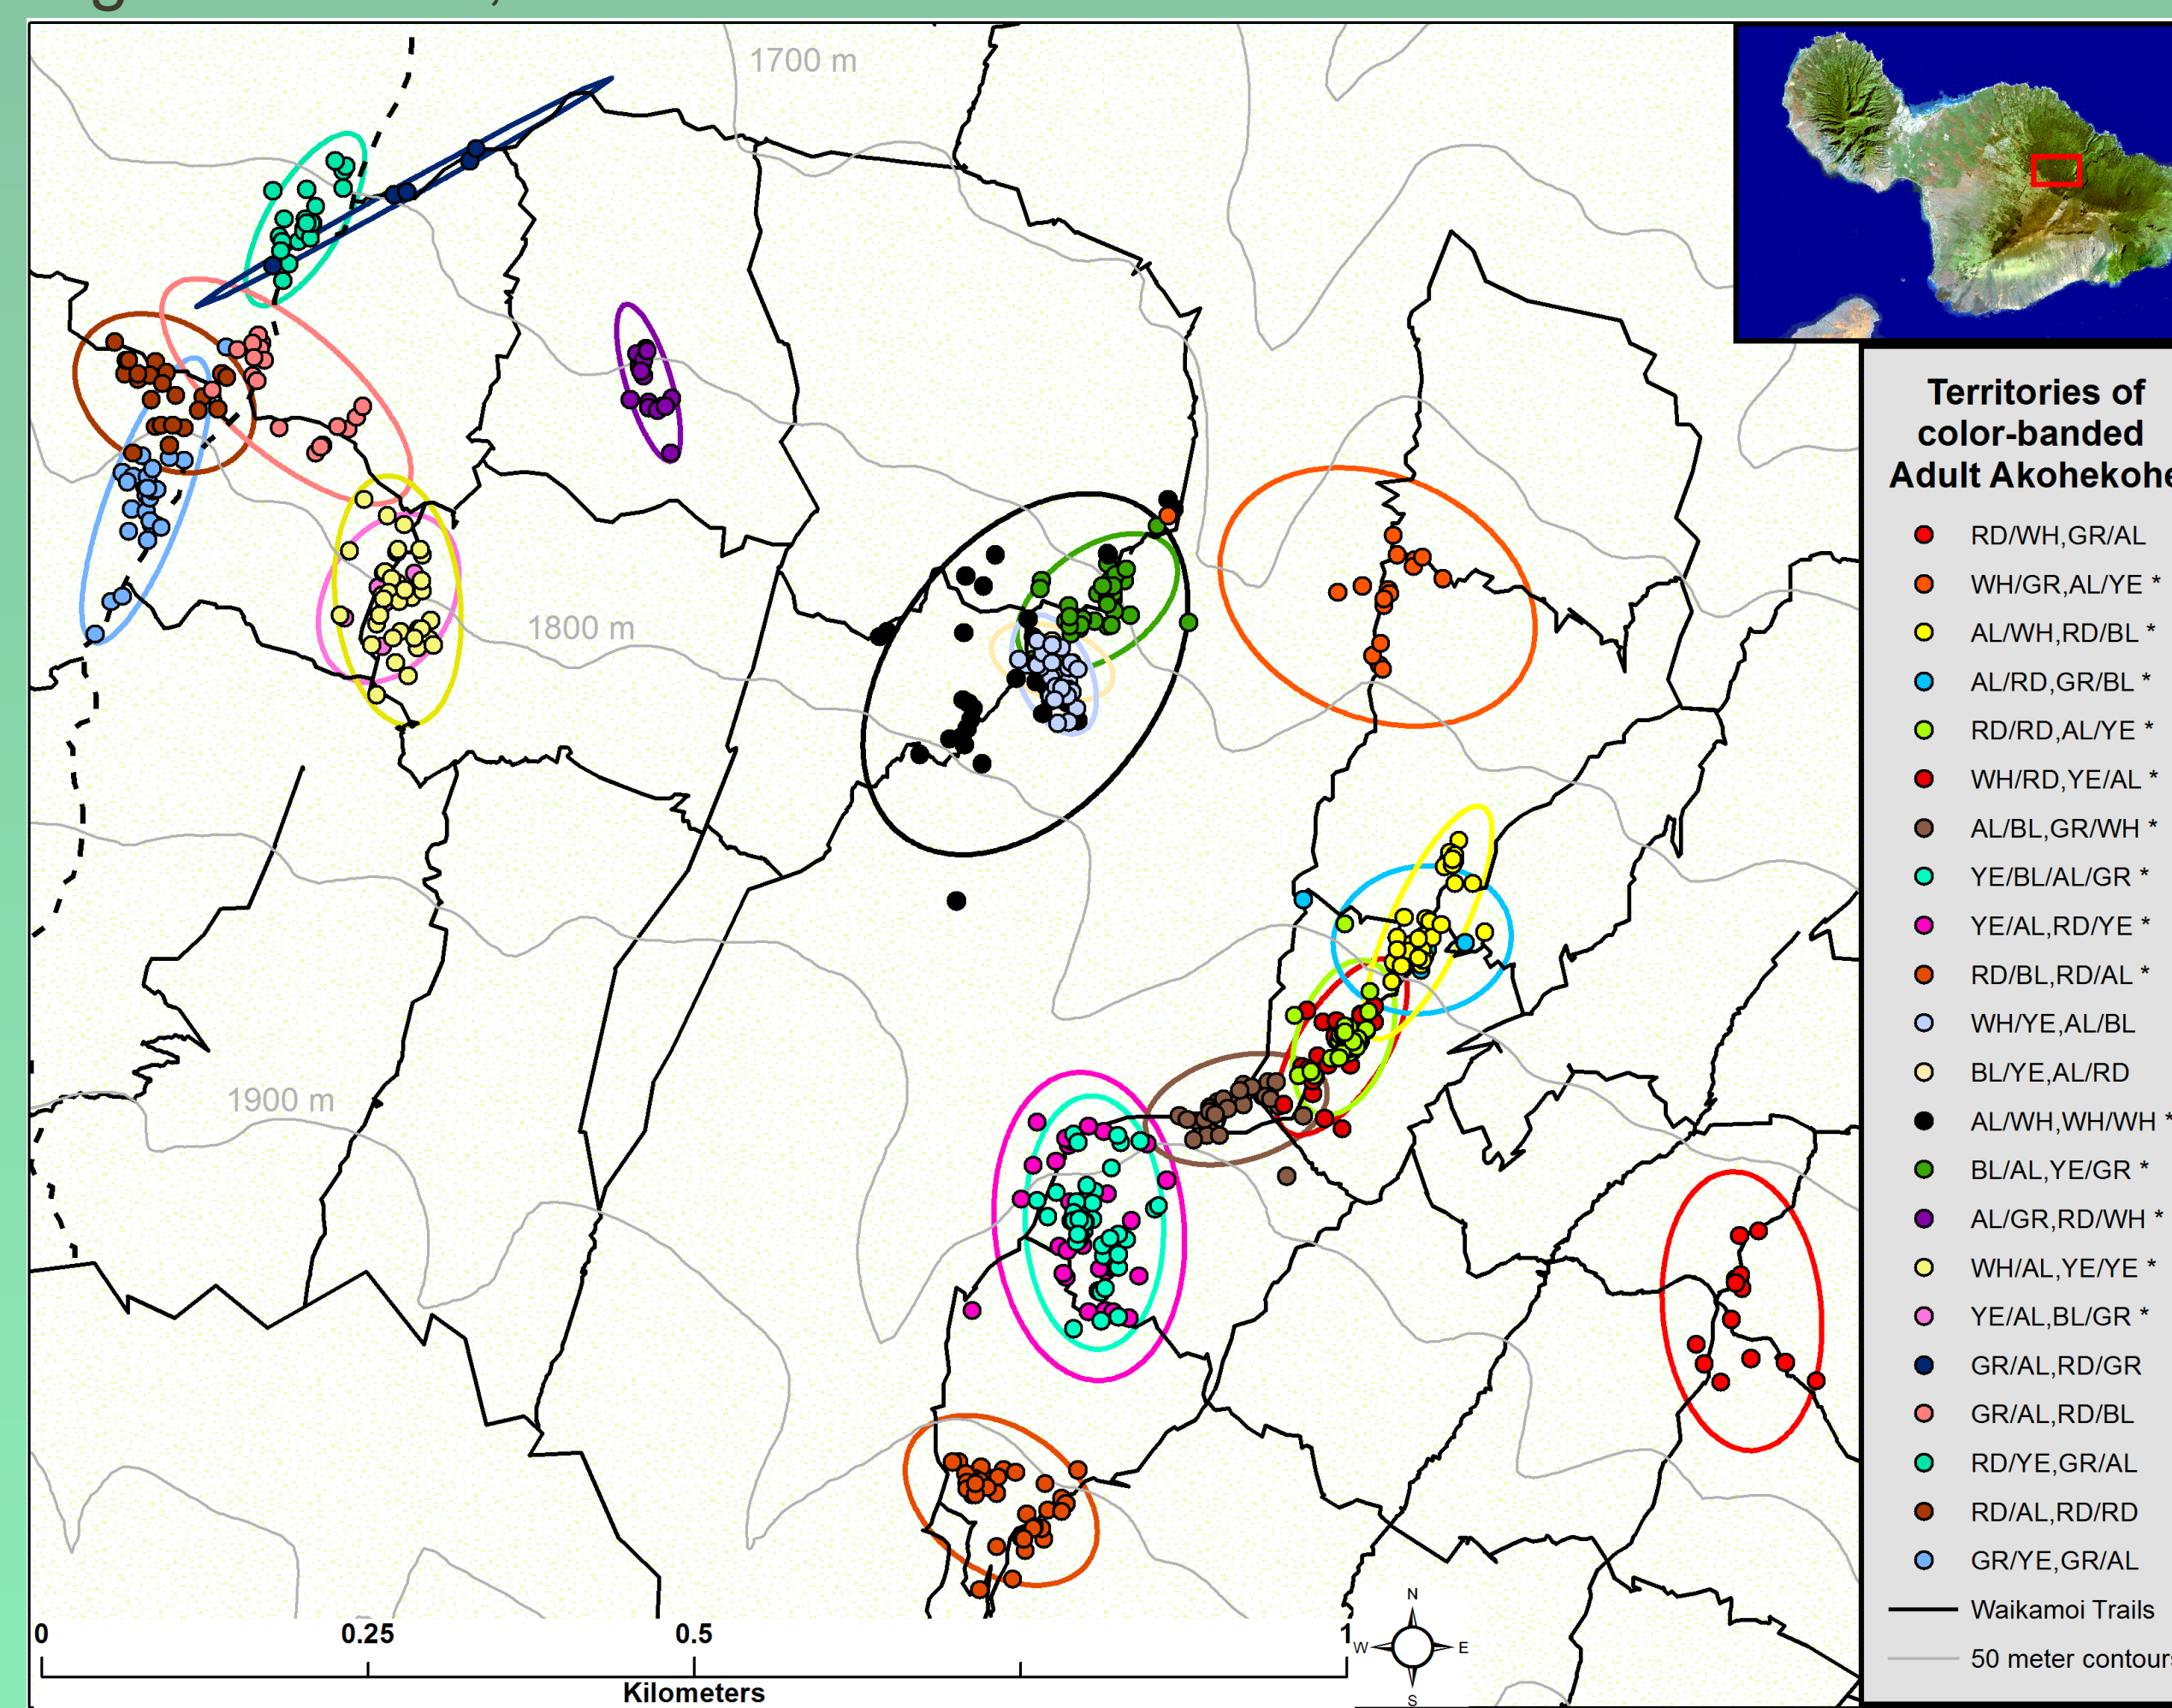 1700 m
1800 m
1900 m
Territories of
color-banded
Adult Akohekohe
RD/WH,GR/AL
WH/GR,AL/YE *
AL/WH,RD/BL *
AL/RD,GR/BL *
RD/RD,AL/YE *
WH/RD,YE/AL *
AL/BL,GR/WH *
YE/BL/AL/GR *
YE/AL,RD/YE *
RD/BL,RD/AL *
WH/YE,AL/BL
BL/YE,AL/RD
AL/WH,WH/WH *
BL/AL,YE/GR *
AL/GR,RD/WH *
WH/AL,YE/YE *
YE/AL,BL/GR *
GR/AL,RD/GR
GR/AL,RD/BL
RD/YE,GR/AL
RD/AL,RD/RD
GR/YE,GR/AL
Waikamoi Trails
50 meter contours
0 0.25 0.5 1
Kilometers
N
W E
S